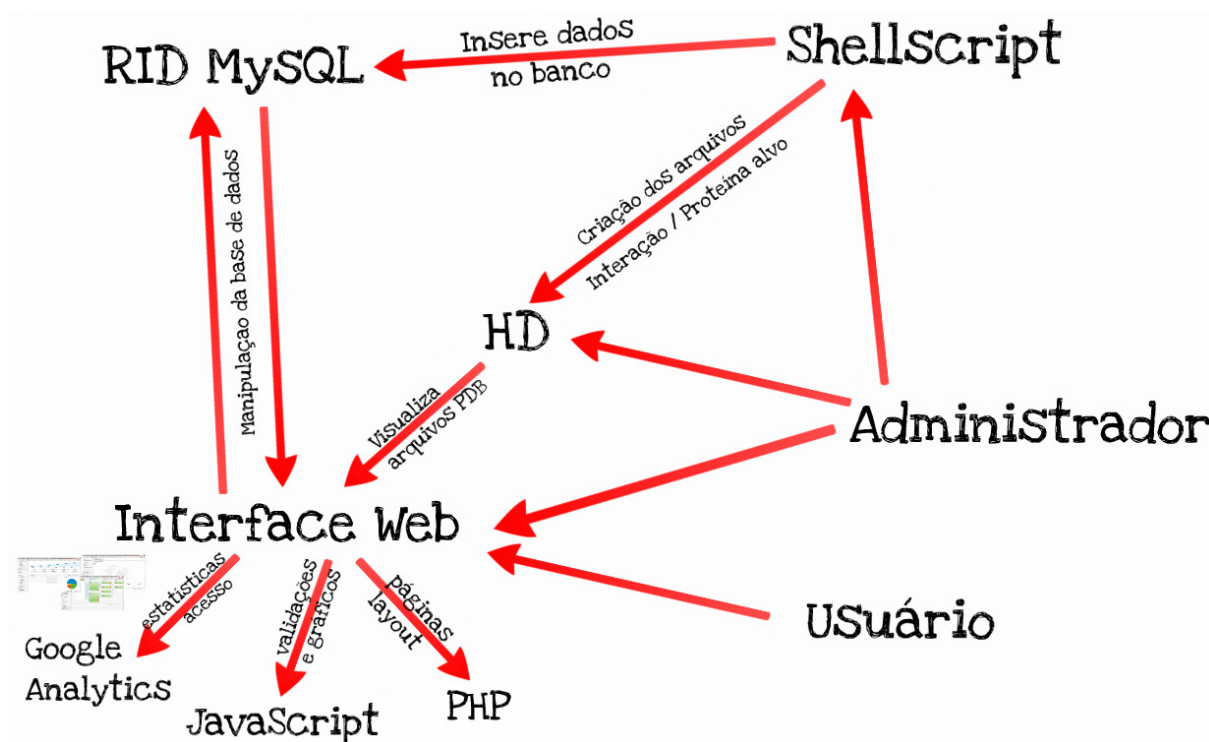 RID MySQL
Insere dados
no banco
Shellscript
Manipulação da base de dados
Criação dos arquivos
Interação / Proteína alvo
HD
Visualiza
arquivos PDB
Administrador
Interface Web
Usuário
estatísticas
acesso
validações
e gráficos
páginas
layout
Google
Analytics
JavaScript
PHP